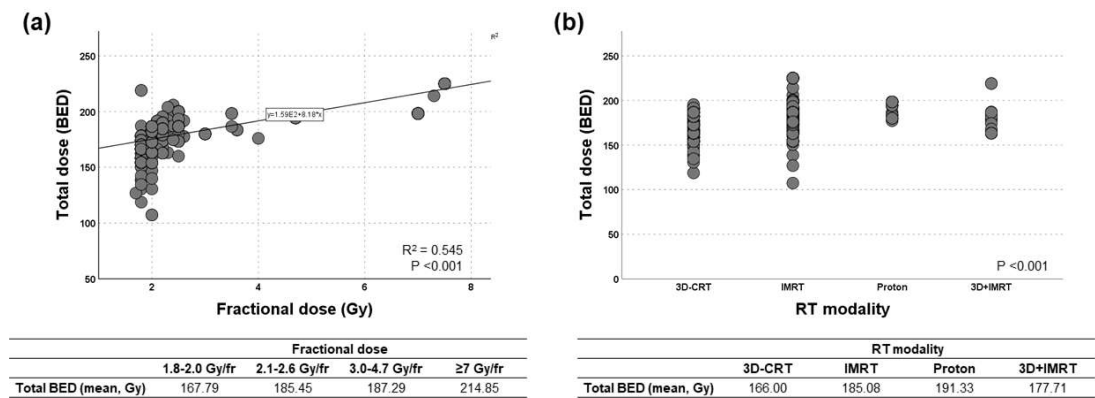 (a)
R²
250
200
150
100
50
Total dose (BED)
y=1.59E2+8.18*x
R² = 0.545
P <0.001
2 4 6 8
Fractional dose (Gy)
Fractional dose
1.8-2.0 Gy/fr 2.1-2.6 Gy/fr 3.0-4.7 Gy/fr ≥7 Gy/fr
Total BED (mean, Gy) 167.79 185.45 187.29 214.85
(b)
250
200
150
100
50
0
Total dose (BED)
P <0.001
3D-CRT IMRT Proton 3D+IMRT
RT modality
RT modality
3D-CRT IMRT Proton 3D+IMRT
Total BED (mean, Gy) 166.00 185.08 191.33 177.71